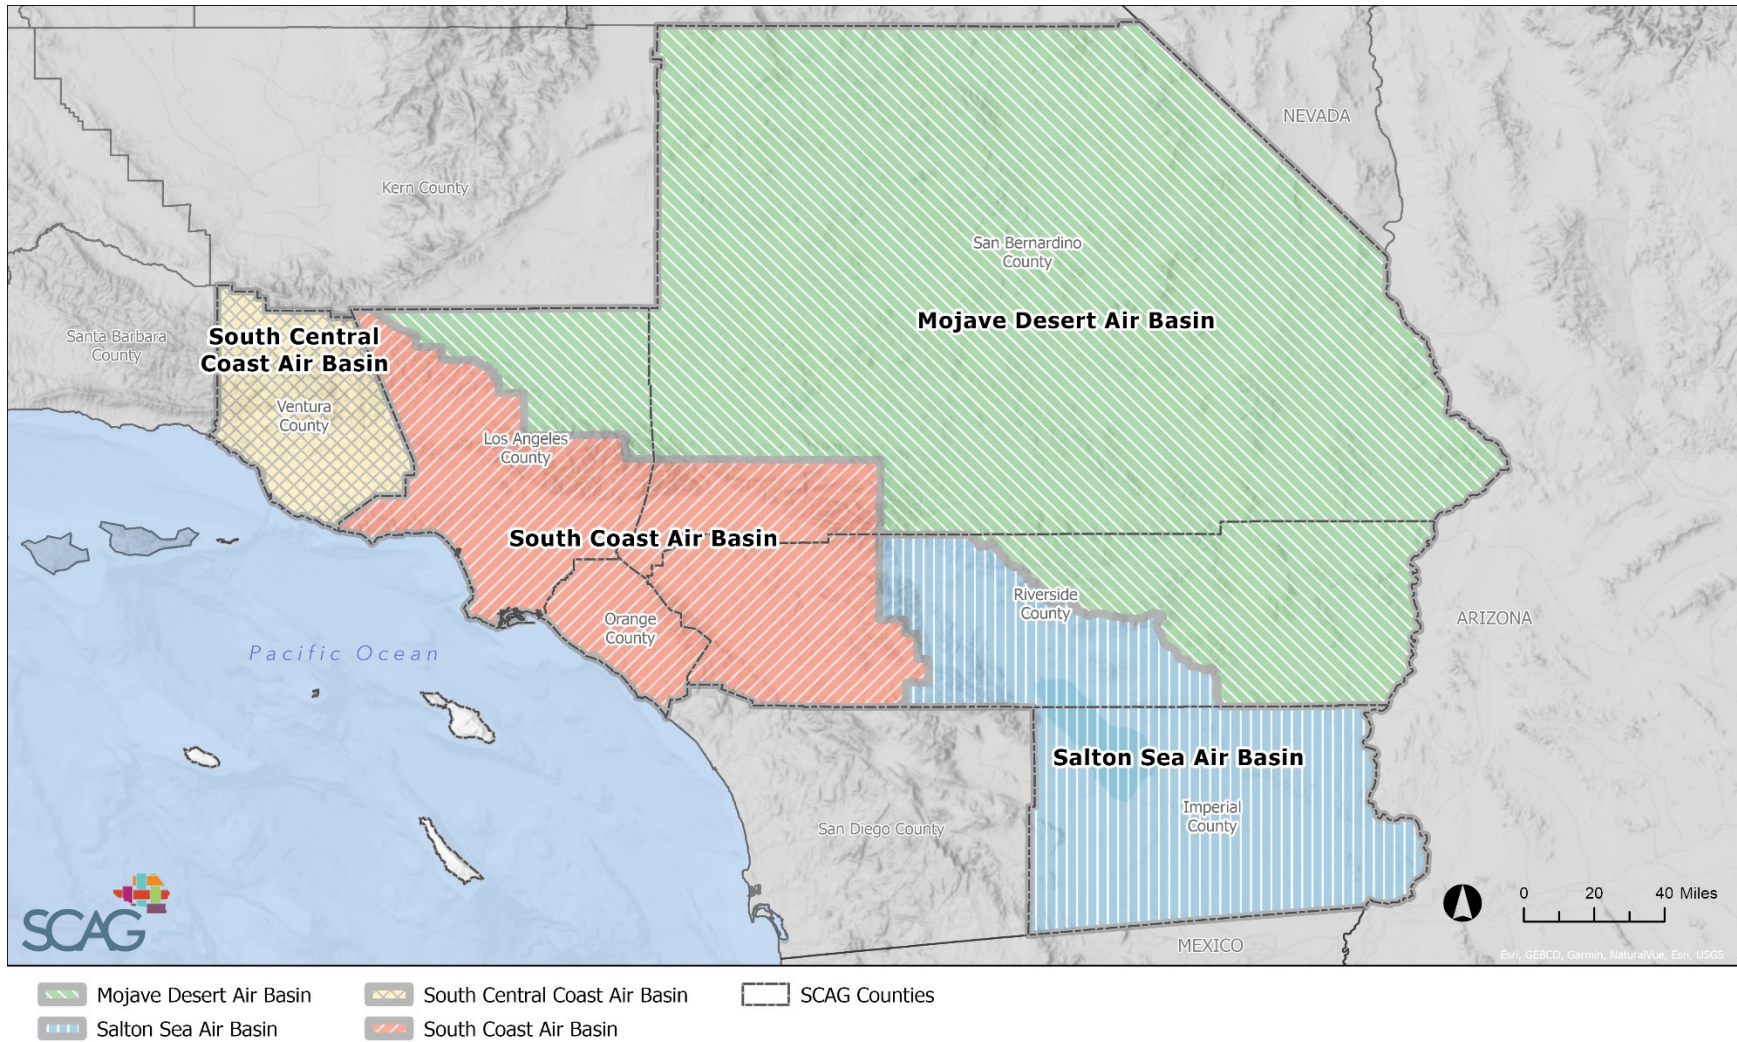 NEVADA
Kern County
San Bernardino
County
Mojave Desert Air Basin
Santa Barbara
County
South Central
Coast Air Basin
Ventura
County
Los Angeles
County
South Coast Air Basin
Riverside
County
Orange
County
ARIZONA
Pacific Ocean
Salton Sea Air Basin
Imperial
County
San Diego County
SCAG
0 20 40 Miles
MEXICO
Esri, GEBCO, Garmin, NaturalVue, Esri, USGS
Mojave Desert Air Basin
South Central Coast Air Basin
SCAG Counties
Salton Sea Air Basin
South Coast Air Basin